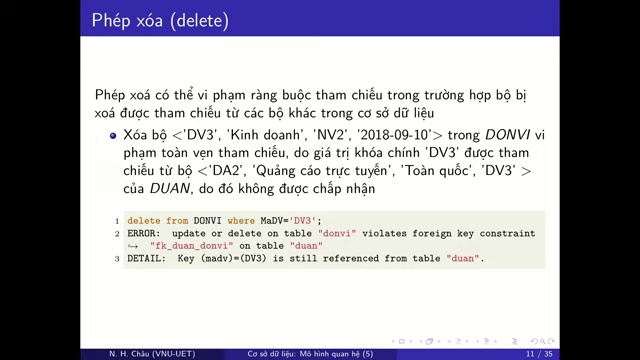 Phép xóa (delete)
Phép xoá có thể vi phạm ràng buộc tham chiếu trong trường hợp bộ bị
xoá được tham chiếu từ các bộ khác trong cơ sở dữ liệu
Xóa bộ <'DV3', 'Kinh doanh', 'NV2', '2018-09-10'> trong DONVI vi
phạm toàn vẹn tham chiếu, do giá trị khóa chính 'DV3' được tham
chiếu từ bộ <'DA2', 'Quảng cáo trực tuyến', 'Toàn quốc', 'DV3' >
của DUAN, do đó không được chấp nhận
1 delete from DONVI where MaDV='DV3';
2 ERROR: update or delete on table "donvi" violates foreign key constraint
↪ "fk_duan_donvi" on table "duan"
3 DETAIL: Key (madv)=(DV3) is still referenced from table "duan".
N. H. Châu (VNU-UET) Cơ sở dữ liệu: Mô hình quan hệ (5) 11 / 35